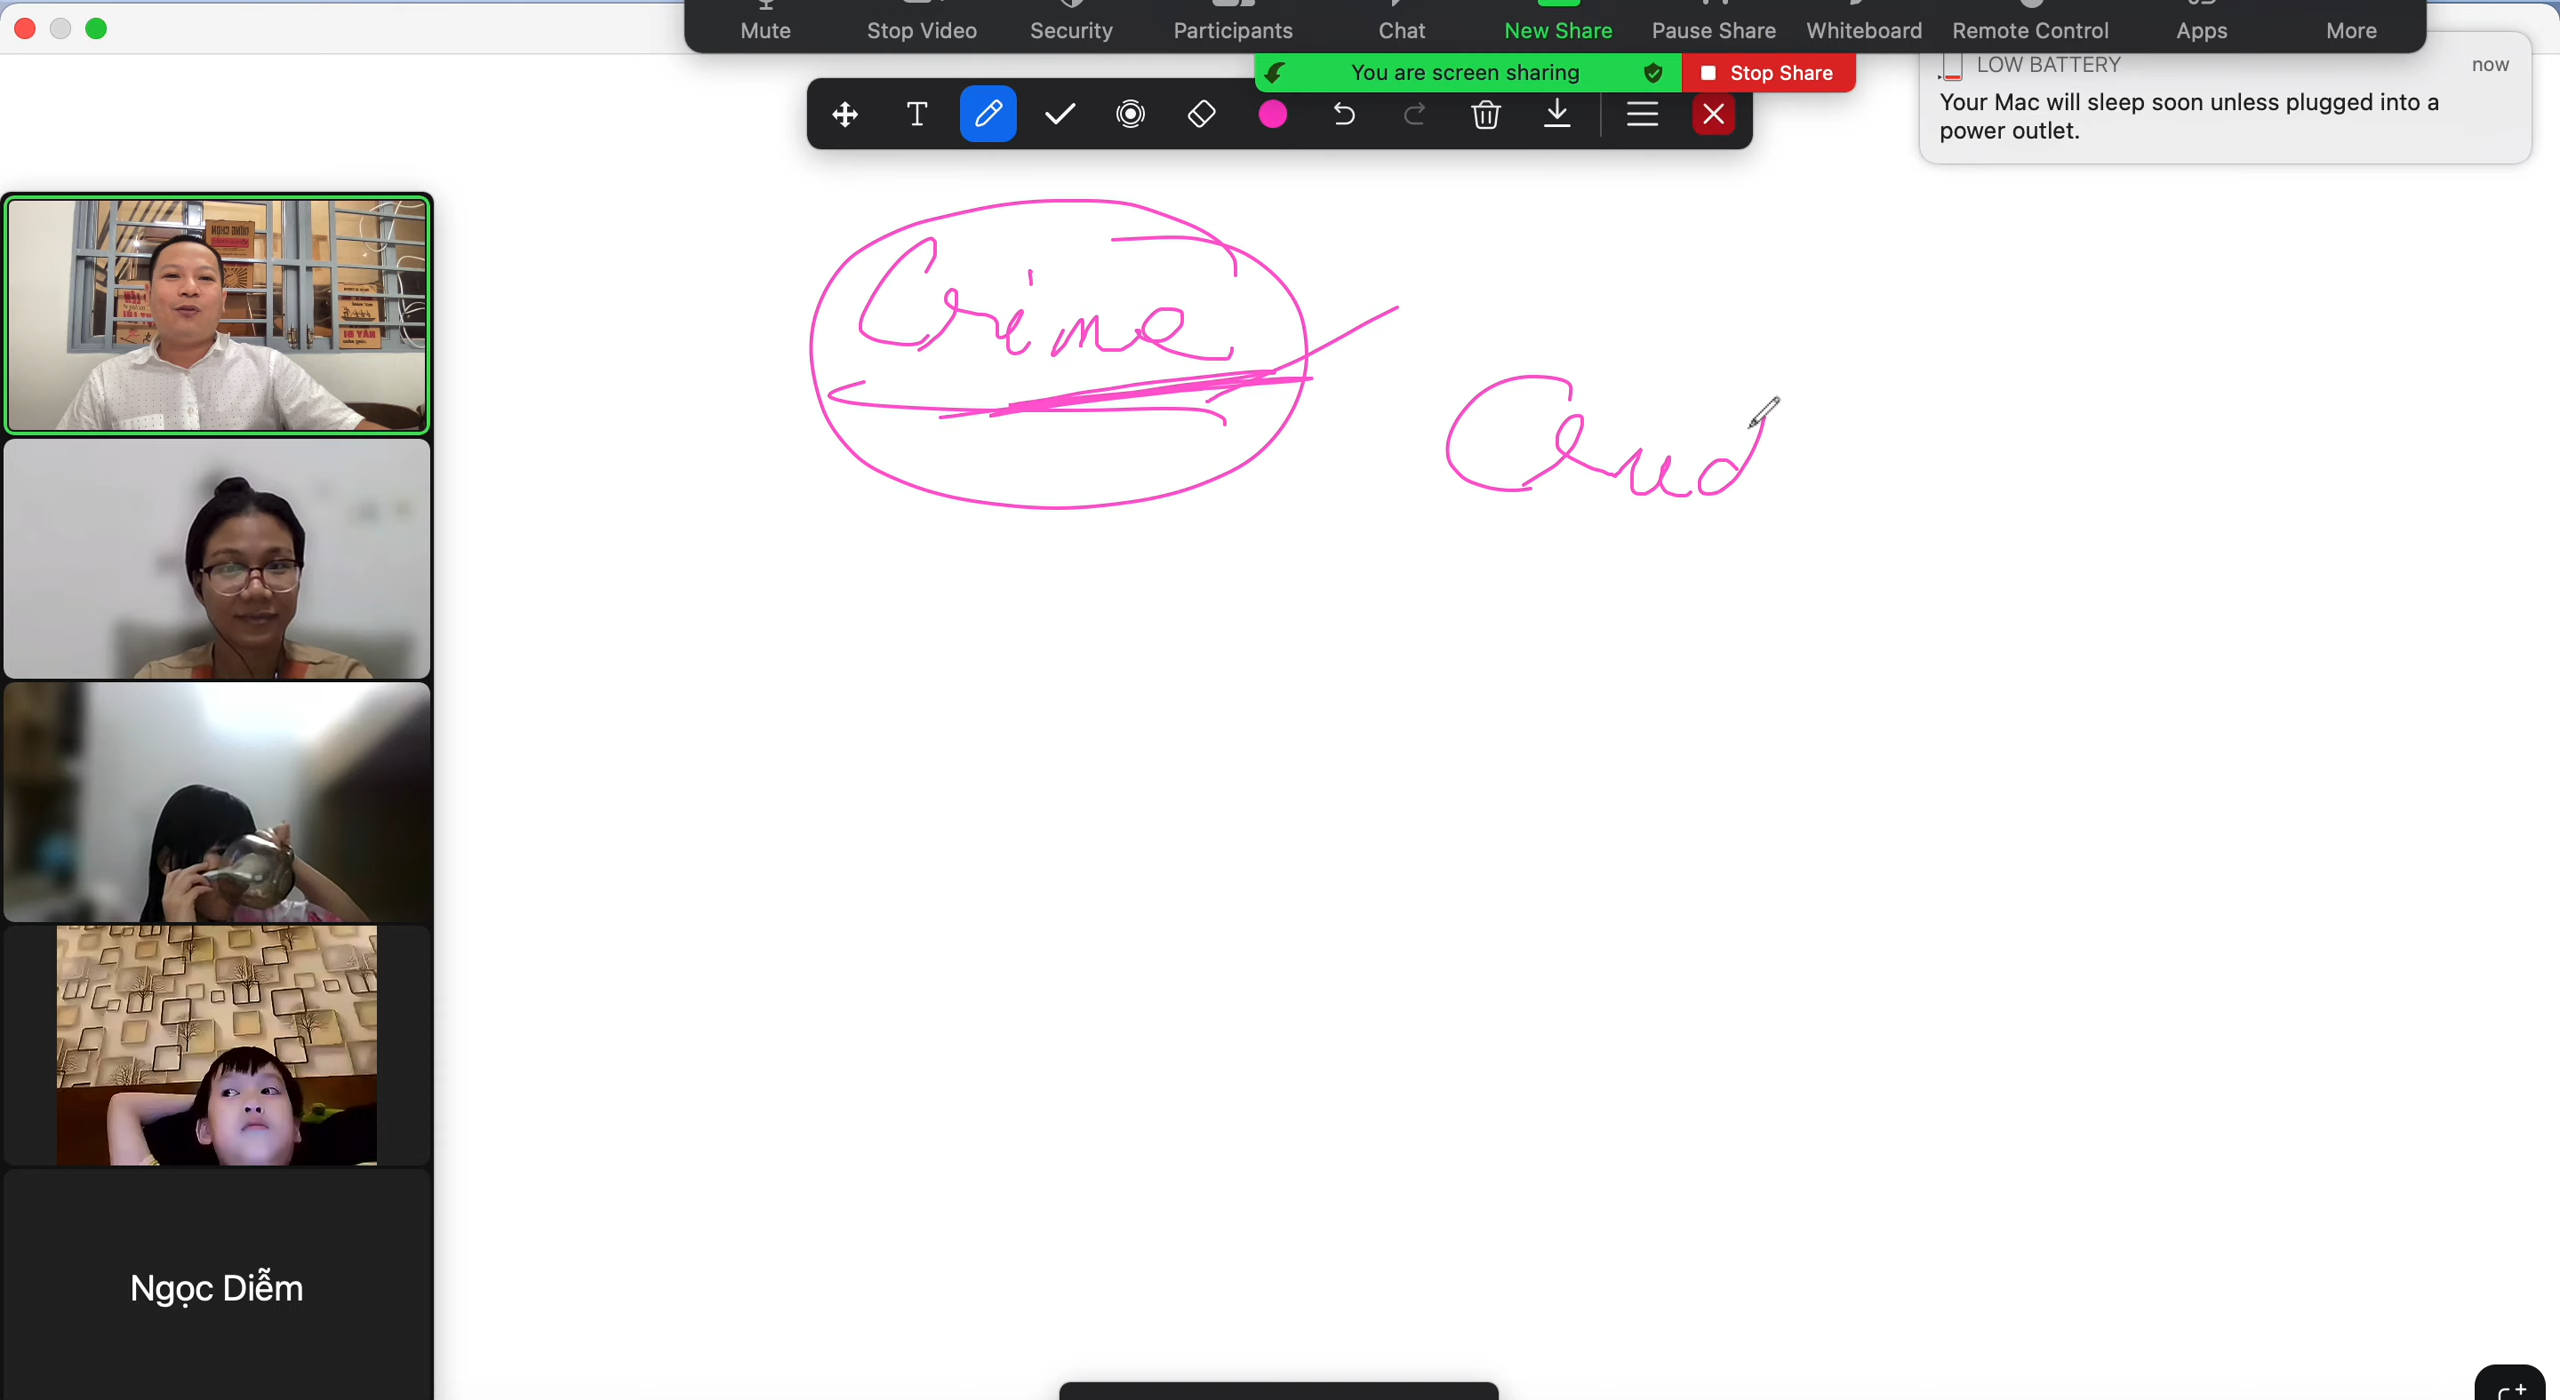 Mute Stop Video Security Participants Chat New Share Pause Share Whiteboard Remote Control Apps More
You are screen sharing Stop Share
LOW BATTERY now
Your Mac will sleep soon unless plugged into a
power outlet.
T
Crime
Ngọc Diễm